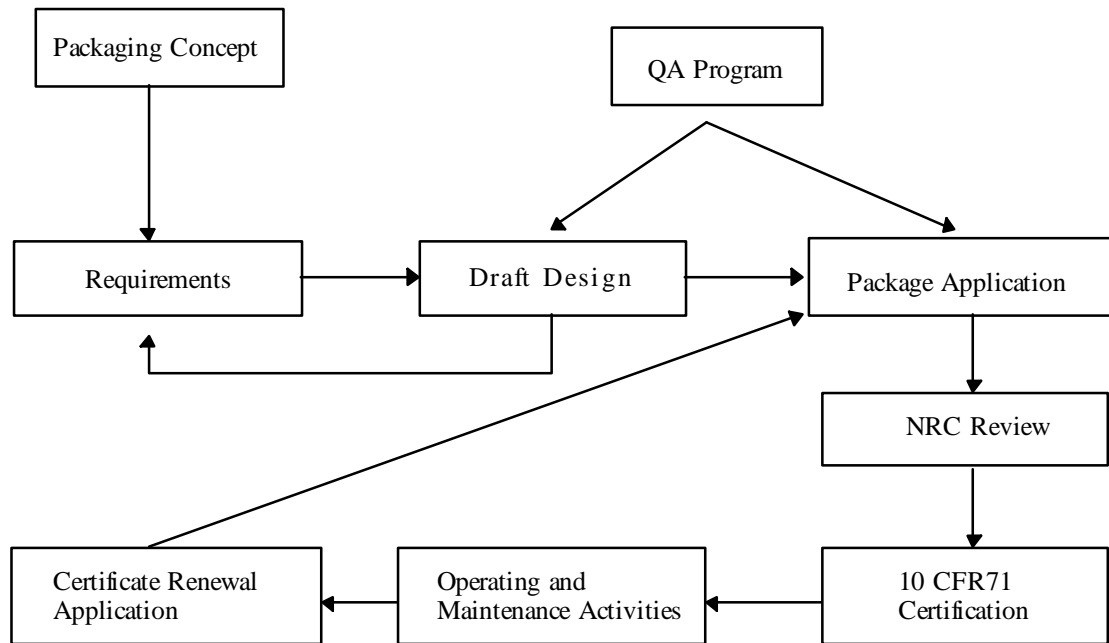 Packaging Concept
QA Program
Requirements
Draft Design
Package Application
NRC Review
Certificate Renewal
Application
Operating and
Maintenance Activities
10 CFR71
Certification